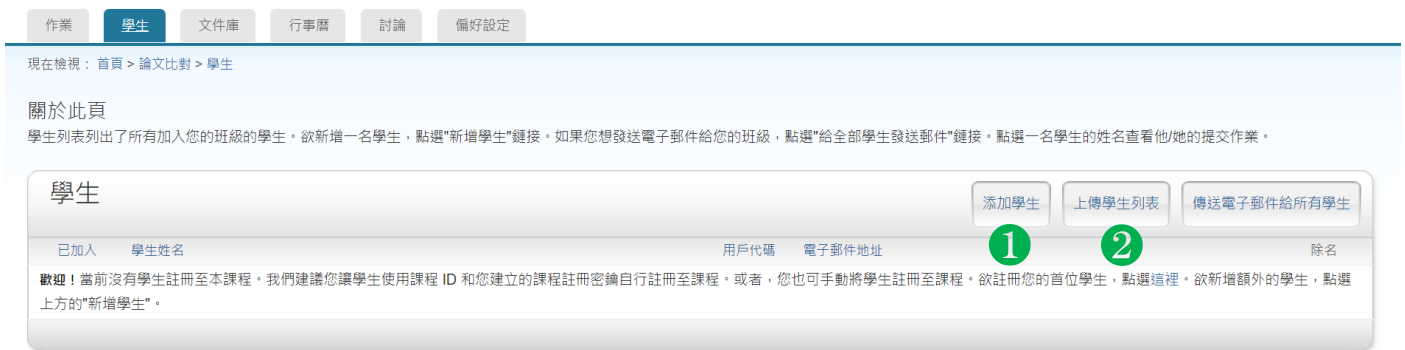 作業 學生 文件庫 行事曆 討論 偏好設定
現在檢視： 首頁 > 論文比對 > 學生
關於此頁
學生列表列出了所有加入您的班級的學生。欲新增一名學生，點選"新增學生"鏈接。如果您想發送電子郵件給您的班級，點選"給全部學生發送郵件"鏈接。點選一名學生的姓名查看他/她的提交作業。
學生 添加學生 上傳學生列表 傳送電子郵件給所有學生
1 2
已加入 學生姓名 用戶代碼 電子郵件地址 除名
歡迎！當前沒有學生註冊至本課程。我們建議您讓學生使用課程 ID 和您建立的課程註冊密鑰自行註冊至課程。或者，您也可手動將學生註冊至課程。欲註冊您的首位學生，點選這裡。欲新增額外的學生，點選
上方的"新增學生"。